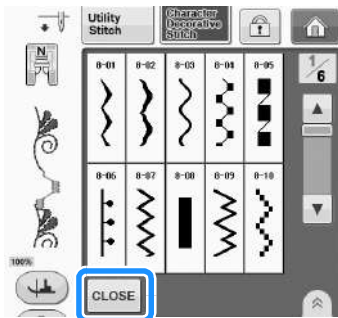 Utility
Stitch
Character
Decorative
Stitch
N
1/6
8-01 8-02 8-03 8-04 8-05
8-06 8-07 8-08 8-09 8-10
100%
CLOSE